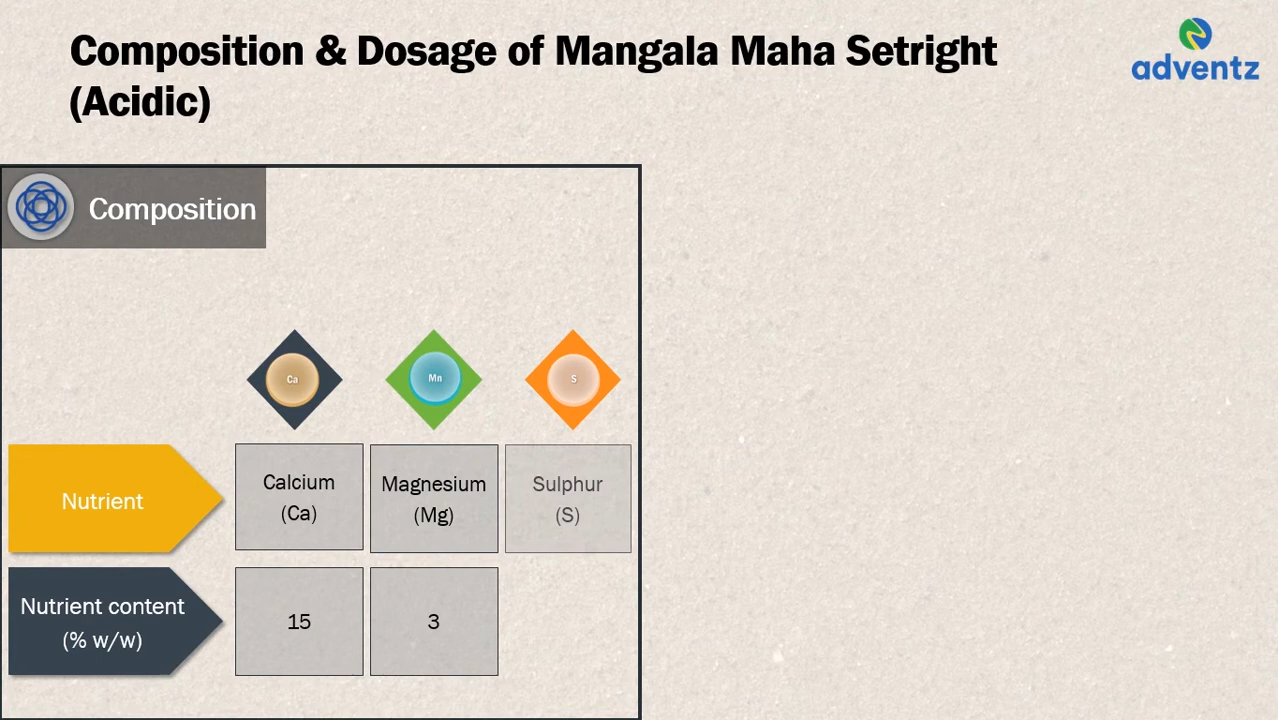 Composition & Dosage of Mangala Maha Setright
(Acidic)
adventz
Composition
Ca
Mn
S
Nutrient
Calcium
(Ca)
Magnesium
(Mg)
Sulphur
(S)
Nutrient content
(% w/w)
15
3